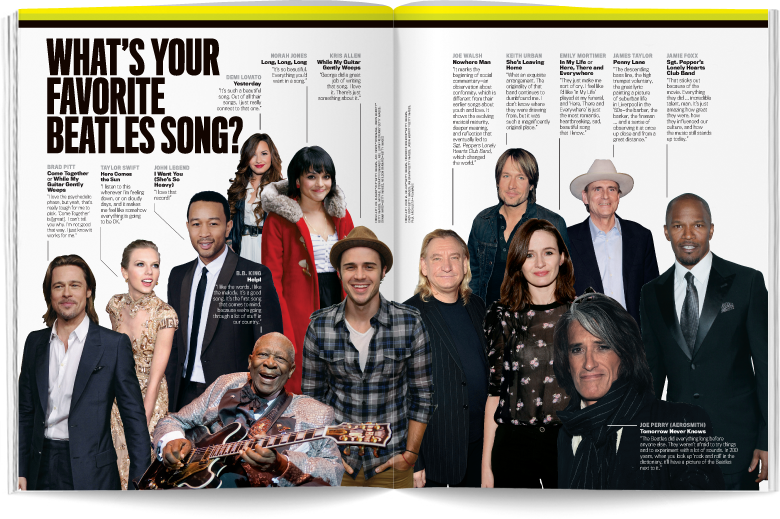 WHAT'S YOUR
FAVORITE
BEATLES SONG?
BRAD PITT
Come Together
or While My
Guitar Gently
Weeps
"I love the psychedelic
phase, but yeah, that's
really tough for me to
pick. 'Come Together'
is great. I can't tell
you why. I'm not good
that way. I just know it
works for me."
TAYLOR SWIFT
Here Comes
the Sun
"I listen to this
whenever I'm feeling
down, or on cloudy
days, and it makes
me feel like somehow
everything is going
to be OK."
JOHN LEGEND
I Want You
(She's So
Heavy)
"I love that
record!"
DEMI LOVATO
Yesterday
"It's such a beautiful
song. Out of all their
songs, I just really
connect to that one."
NORAH JONES
Long, Long, Long
"It's so beautiful.
Everything you'd
want in a song."
KRIS ALLEN
While My Guitar
Gently Weeps
"George did a great
job of writing
that song. I love
it. There's just
something about it."
B.B. KING
Help!
"I like the words, I like
the melody. It's a good
song. It's the first song
that comes to mind,
because we're going
through a lot of stuff in
our country."
JOE WALSH
Nowhere Man
"It marks the
beginning of social
commentary—an
observation about
conformity, which is
different from their
earlier songs about
youth and love. It
shows the evolving
musical maturity,
deeper meaning,
and reflection that
eventually led to
Sgt. Pepper's Lonely
Hearts Club Band,
which changed
the world."
KEITH URBAN
She's Leaving
Home
"What an exquisite
arrangement. The
originality of that
band continues to
dumbfound me. I
don't know where
they were driving
from, but it was
such a magnificently
original place."
EMILY MORTIMER
In My Life or
Here, There and
Everywhere
"They just make me
sort of cry. I feel like
I'd like 'In My Life'
played at my funeral,
and 'Here, There and
Everywhere' is just
the most romantic,
heartbreaking, sad,
beautiful song
that I know."
JAMES TAYLOR
Penny Lane
"The descending
bass line, the high
trumpet voluntary,
the great lyric
painting a picture
of suburban life
in Liverpool in the
'50s—the barber, the
banker, the fireman
... and a sense of
observing it at once up
close and from a
great distance."
JAMIE FOXX
Sgt. Pepper's
Lonely Hearts
Club Band
"That sticks out
because of the
movie. Everything
they did ... incredible
talent, man. It's just
amazing how great
they were, how
they influenced our
culture, and how
the music still stands
up today."
JOE PERRY (AEROSMITH)
Tomorrow Never Knows
"The Beatles did everything long before
anyone else. They weren't afraid to try things
and to experiment with a lot of sounds. In 200
years, when you look up 'rock and roll' in the
dictionary, it'll have a picture of the Beatles
next to it."